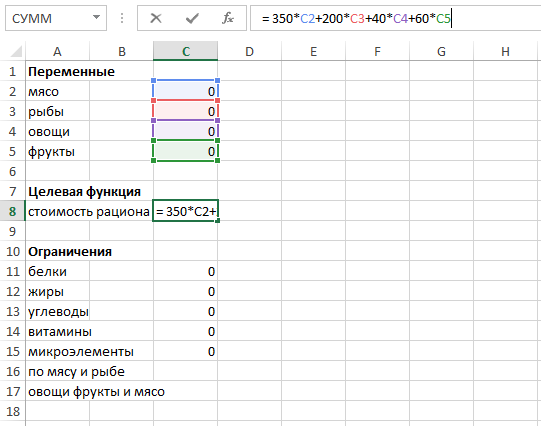 СУММ = 350*C2+200*C3+40*C4+60*C5
A B C D E F G H
1 Переменные
2 мясо 0
3 рыбы 0
4 овощи 0
5 фрукты 0
6
7 Целевая функция
8 стоимость рациона = 350*C2+
9
10 Ограничения
11 белки 0
12 жиры 0
13 углеводы 0
14 витамины 0
15 микроэлементы 0
16 по мясу и рыбе
17 овощи фрукты и мясо
18